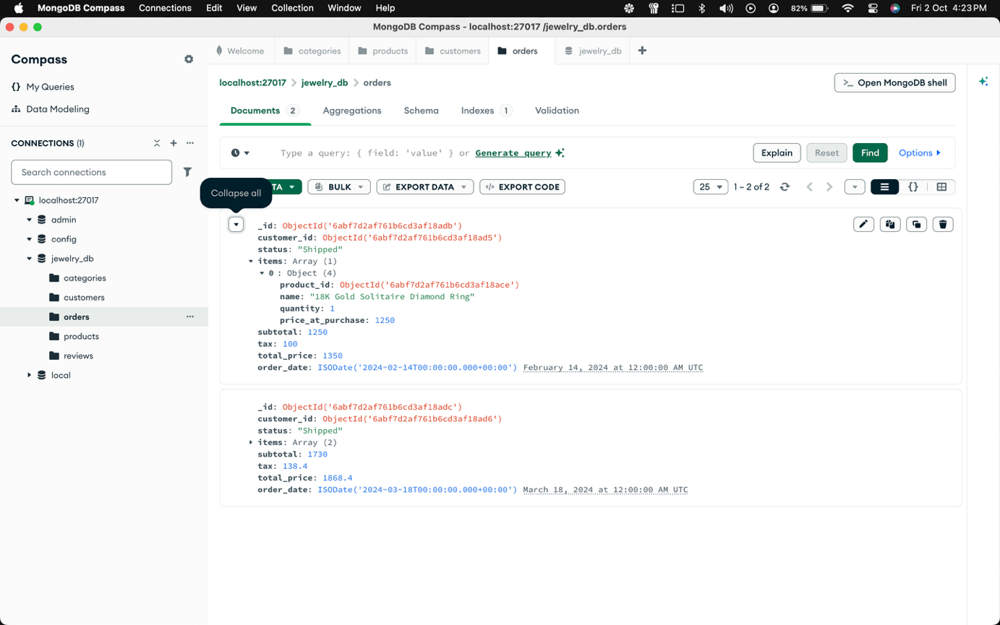 MongoDB Compass Connections Edit View Collection Window Help 82% Fri 2 Oct 4:23 PM
MongoDB Compass - localhost:27017 /jewelry_db.orders
Compass
My Queries
Data Modeling
CONNECTIONS (1)
Search connections
localhost:27017
admin
config
jewelry_db
categories
customers
orders
products
reviews
local
Welcome categories products customers orders jewelry_db
localhost:27017 > jewelry_db > orders
>_ Open MongoDB shell
Documents 2 Aggregations Schema Indexes 1 Validation
Type a query: { field: 'value' } or Generate query
Explain Reset Find Options
Collapse all
TA BULK EXPORT DATA </> EXPORT CODE 25 1 – 2 of 2 {}
_id: ObjectId('6abf7d2af761b6cd3af18adb')
customer_id: ObjectId('6abf7d2af761b6cd3af18ad5')
status: "Shipped"
items: Array (1)
0: Object (4)
product_id: ObjectId('6abf7d2af761b6cd3af18ace')
name: "18K Gold Solitaire Diamond Ring"
quantity: 1
price_at_purchase: 1250
subtotal: 1250
tax: 100
total_price: 1350
order_date: ISODate('2024-02-14T00:00:00.000+00:00') February 14, 2024 at 12:00:00 AM UTC
_id: ObjectId('6abf7d2af761b6cd3af18adc')
customer_id: ObjectId('6abf7d2af761b6cd3af18ad6')
status: "Shipped"
items: Array (2)
subtotal: 1730
tax: 138.4
total_price: 1868.4
order_date: ISODate('2024-03-18T00:00:00.000+00:00') March 18, 2024 at 12:00:00 AM UTC